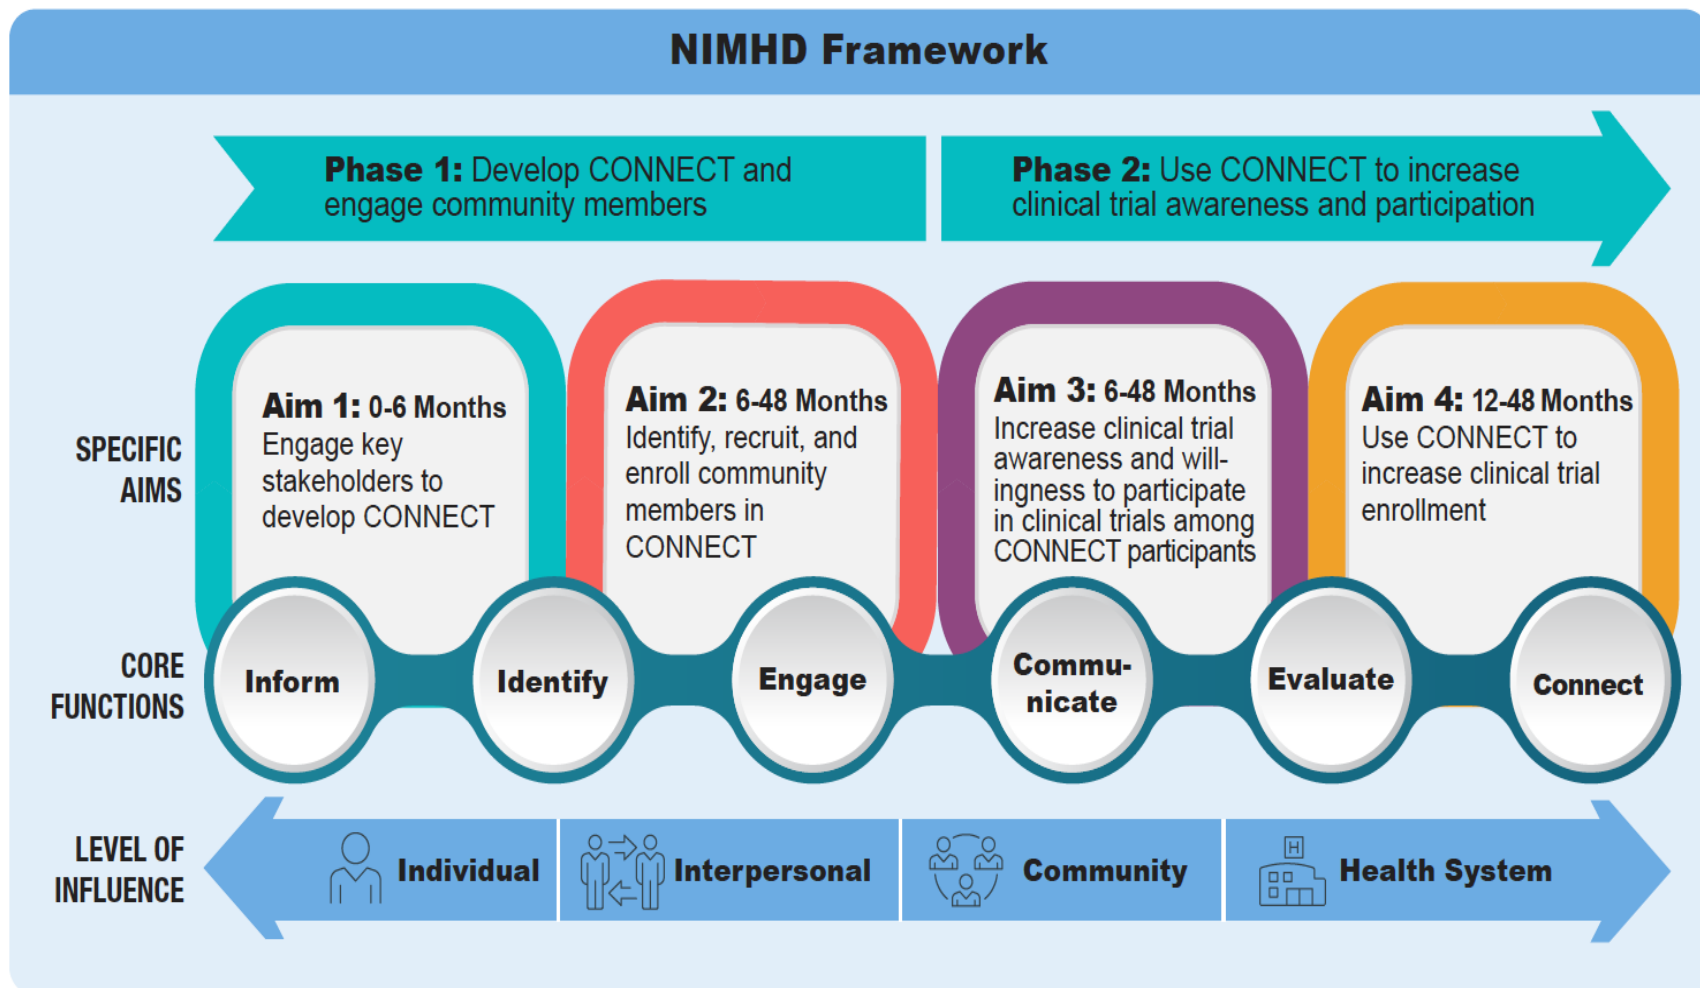 NIMHD Framework
Phase 1: Develop CONNECT and
engage community members
Phase 2: Use CONNECT to increase
clinical trial awareness and participation
SPECIFIC
AIMS
Aim 1: 0-6 Months
Engage key
stakeholders to
develop CONNECT
Aim 2: 6-48 Months
Identify, recruit, and
enroll community
members in
CONNECT
Aim 3: 6-48 Months
Increase clinical trial
awareness and will-
ingness to participate
in clinical trials among
CONNECT participants
Aim 4: 12-48 Months
Use CONNECT to
increase clinical trial
enrollment
CORE
FUNCTIONS
Inform
Identify
Engage
Commu-
nicate
Evaluate
Connect
LEVEL OF
INFLUENCE
Individual
Interpersonal
Community
H
Health System